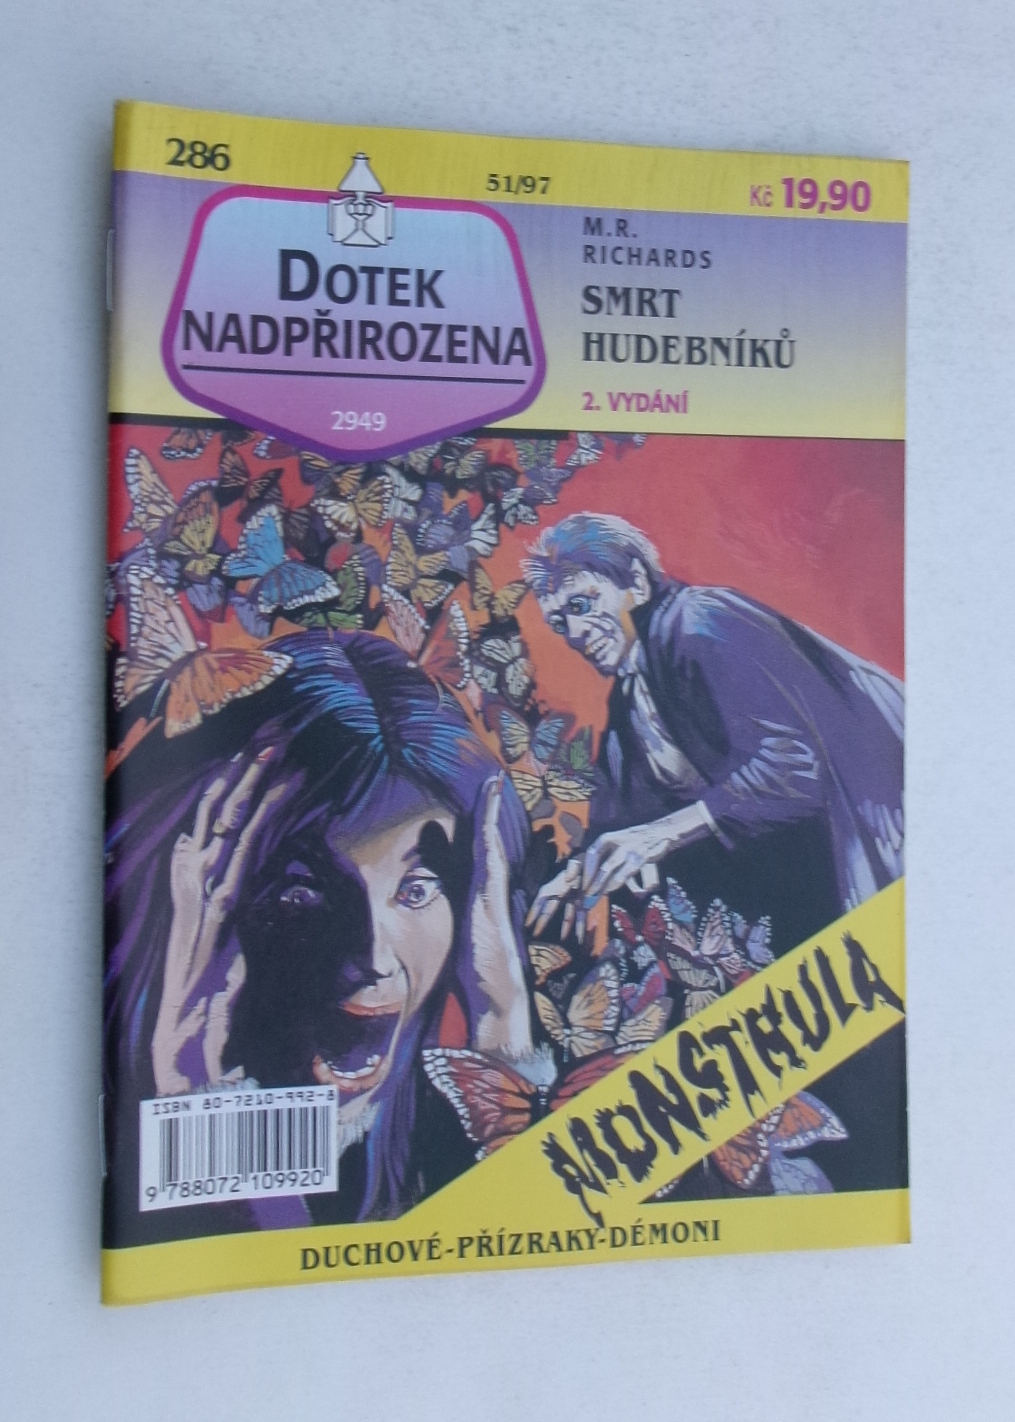 286
51/97
Kč 19,90
DOTEK
NADPŘIROZENA
2949
M.R.
RICHARDS
SMRT
HUDEBNÍKŮ
2. VYDÁNÍ
MONSTRULA
ISBN 80-7210-992-8
9 788072 109920
DUCHOVÉ-PŘÍZRAKY-DÉMONI